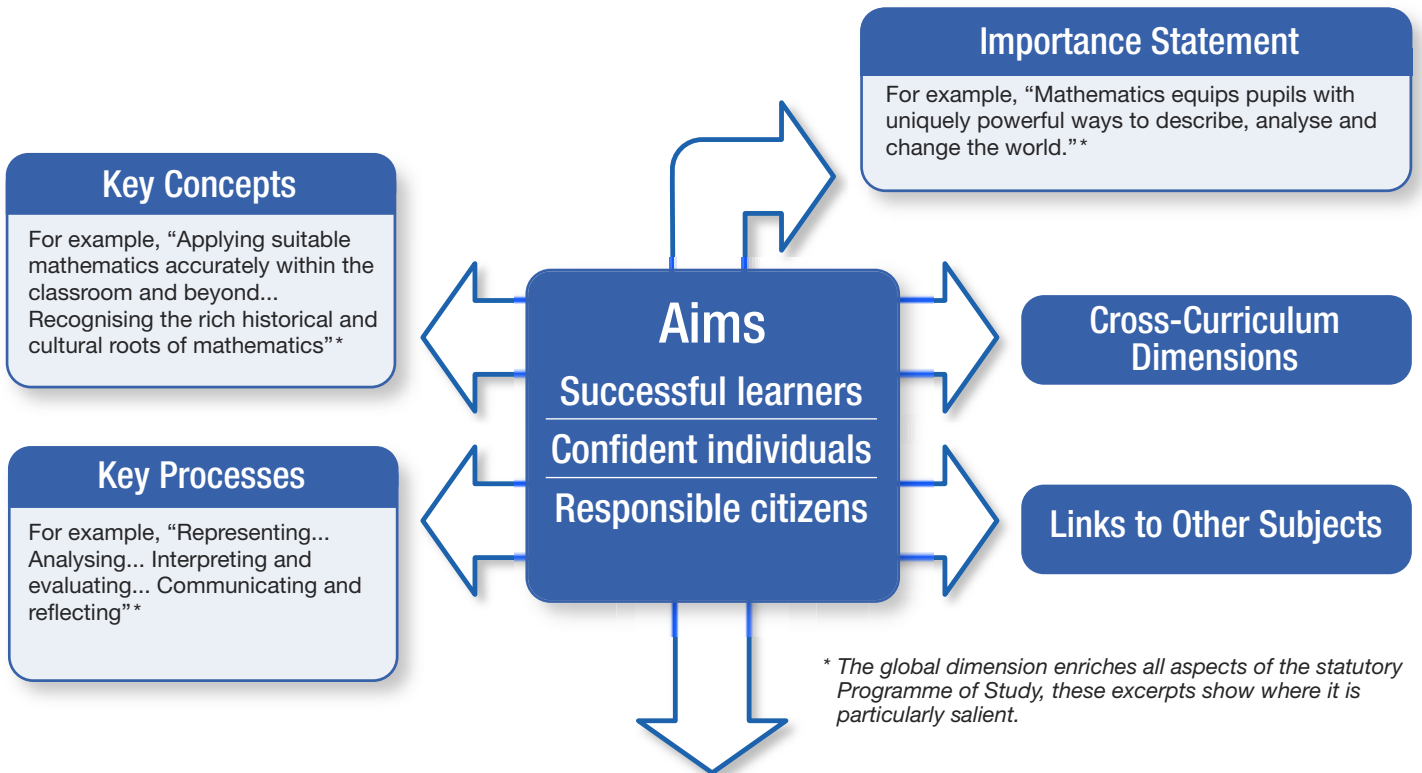 Importance Statement
For example, “Mathematics equips pupils with
uniquely powerful ways to describe, analyse and
change the world.”*
Key Concepts
For example, “Applying suitable
mathematics accurately within the
classroom and beyond...
Recognising the rich historical and
cultural roots of mathematics”*
Key Processes
For example, “Representing...
Analysing... Interpreting and
evaluating... Communicating and
reflecting”*
Aims
Successful learners
Confident individuals
Responsible citizens
Cross-Curriculum
Dimensions
Links to Other Subjects
* The global dimension enriches all aspects of the statutory
Programme of Study, these excerpts show where it is
particularly salient.